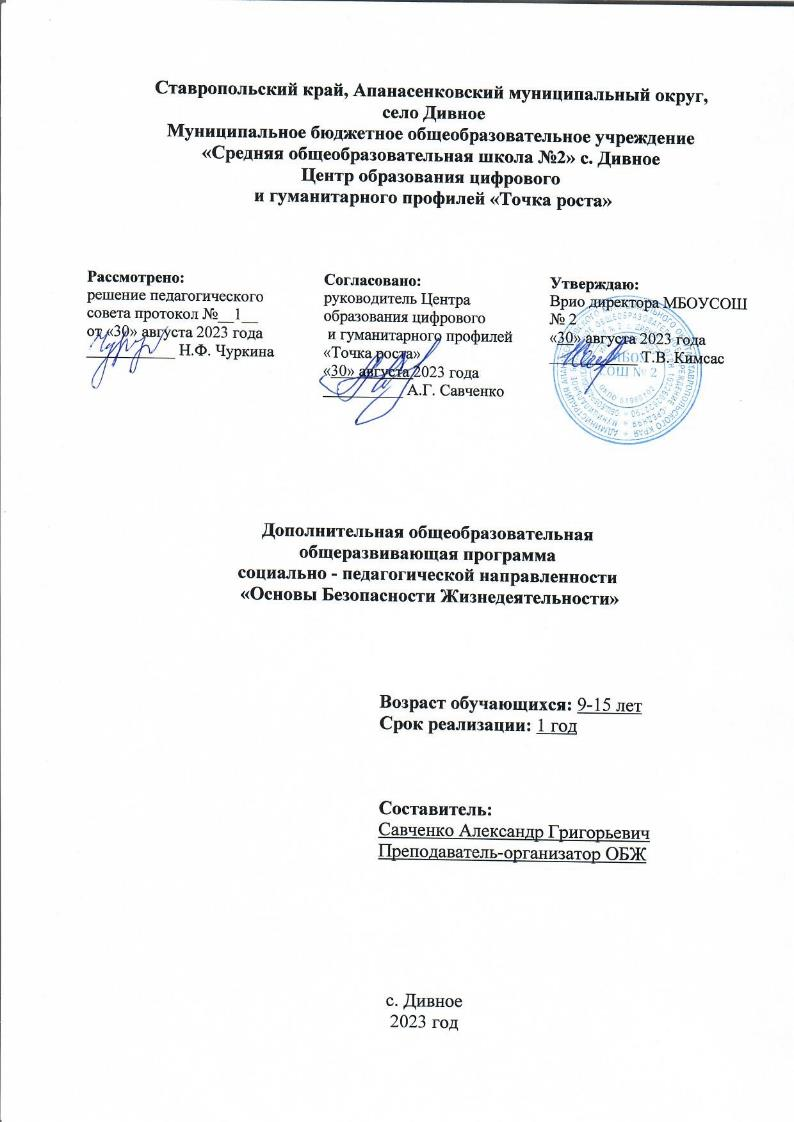 Ставропольский край, Апанасенковский муниципальный округ,
село Дивное
Муниципальное бюджетное общеобразовательное учреждение
«Средняя общеобразовательная школа №2» с. Дивное
Центр образования цифрового
и гуманитарного профилей «Точка роста»
Рассмотрено:
решение педагогического
совета протокол №__1__
от «30» августа 2023 года
___________ Н.Ф. Чуркина
Согласовано:
руководитель Центра
образования цифрового
и гуманитарного профилей
«Точка роста»
«30» августа 2023 года
__________ А.Г. Савченко
Утверждаю:
Врио директора МБОУСОШ
№ 2
«30» августа 2023 года
___________ Т.В. Кимсас
Дополнительная общеобразовательная
общеразвивающая программа
социально - педагогической направленности
«Основы Безопасности Жизнедеятельности»
Возраст обучающихся: 9-15 лет
Срок реализации: 1 год
Составитель:
Савченко Александр Григорьевич
Преподаватель-организатор ОБЖ
с. Дивное
2023 год